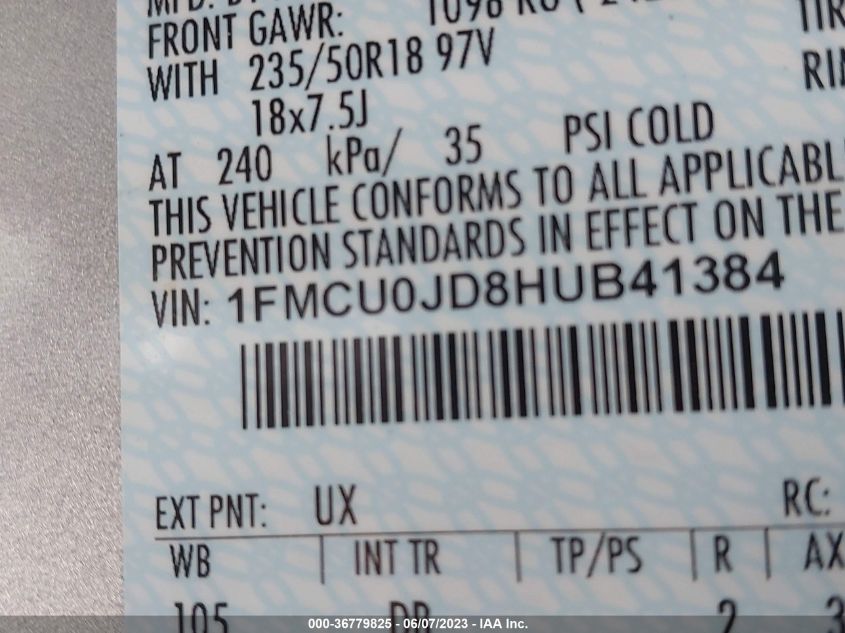 FRONT GAWR:
WITH 235/50R18 97V
18x7.5J
AT 240 kPa/ 35 PSI COLD
THIS VEHICLE CONFORMS TO ALL APPLICABL
PREVENTION STANDARDS IN EFFECT ON THE
VIN: 1FMCU0JD8HUB41384
EXT PNT: UX RC:
WB INT TR TP/PS R AX
105 2 3
000-36779825 - 06/07/2023 - IAA Inc.